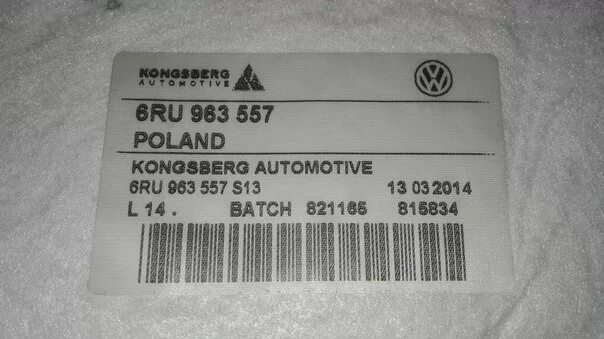 KONGSBERG
AUTOMOTIVE
6RU 963 557
POLAND
KONGSBERG AUTOMOTIVE
6RU 963 557 S13 13 03 2014
L 14 . BATCH 821165 815834